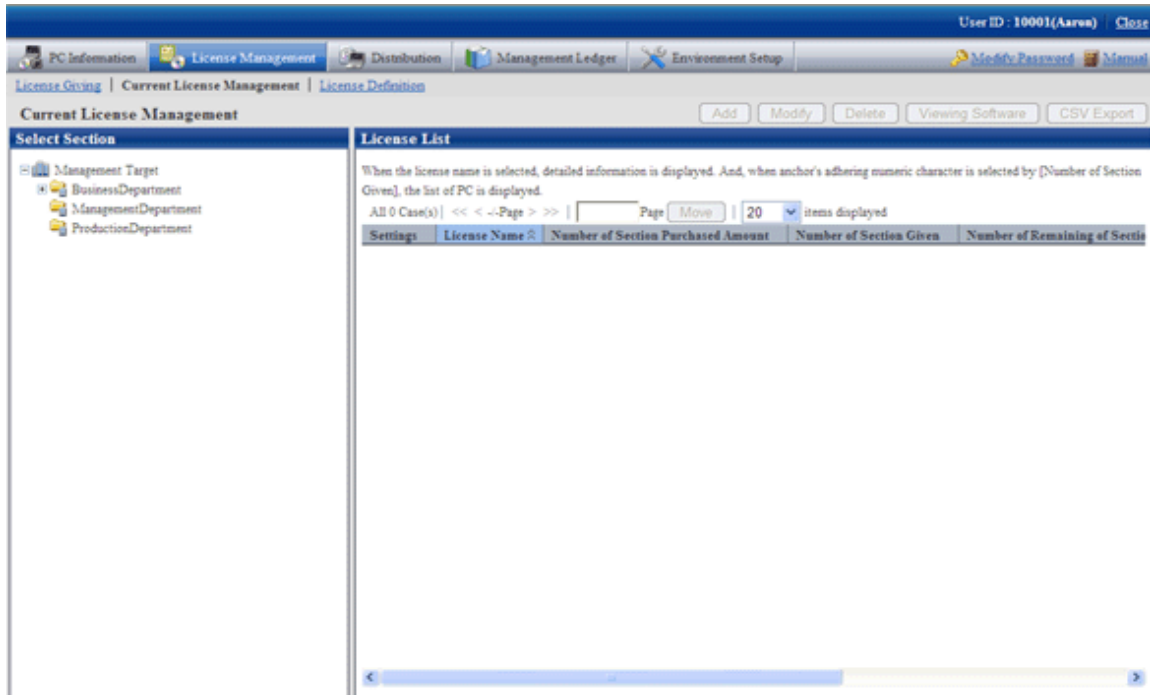 User ID : 10001(Aaron) Close
PC Information License Management Distribution Management Ledger Environment Setup Modify Password Manual
License Giving | Current License Management | License Definition
Current License Management Add Modify Delete Viewing Software CSV Export
Select Section
Management Target
BusinessDepartment
ManagementDepartment
ProductionDepartment
License List
When the license name is selected, detailed information is displayed. And, when anchor's adhering numeric character is selected by [Number of Section
Given], the list of PC is displayed.
All 0 Case(s) | << < -/-Page > >> | Page Move | 20 items displayed
Settings License Name Number of Section Purchased Amount Number of Section Given Number of Remaining of Sectio